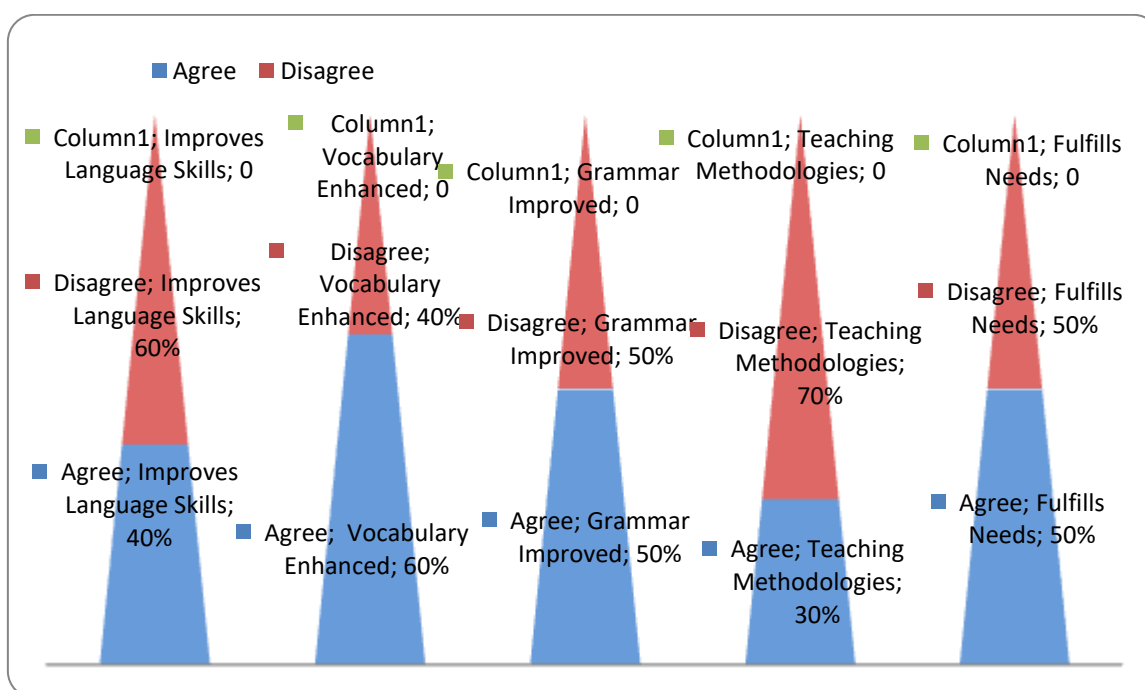 Agree
Disagree
Column1; Improves
Language Skills; 0
Disagree; Improves
Language Skills;
60%
Agree; Improves
Language Skills;
40%
Column1;
Vocabulary
Enhanced; 0
Disagree;
Vocabulary
Enhanced; 40%
Agree; Vocabulary
Enhanced; 60%
Column1; Grammar
Improved; 0
Disagree; Grammar
Improved; 50%
Agree; Grammar
Improved; 50%
Column1; Teaching
Methodologies; 0
Disagree; Teaching
Methodologies;
70%
Agree; Teaching
Methodologies;
30%
Column1; Fulfills
Needs; 0
Disagree; Fulfills
Needs; 50%
Agree; Fulfills
Needs; 50%